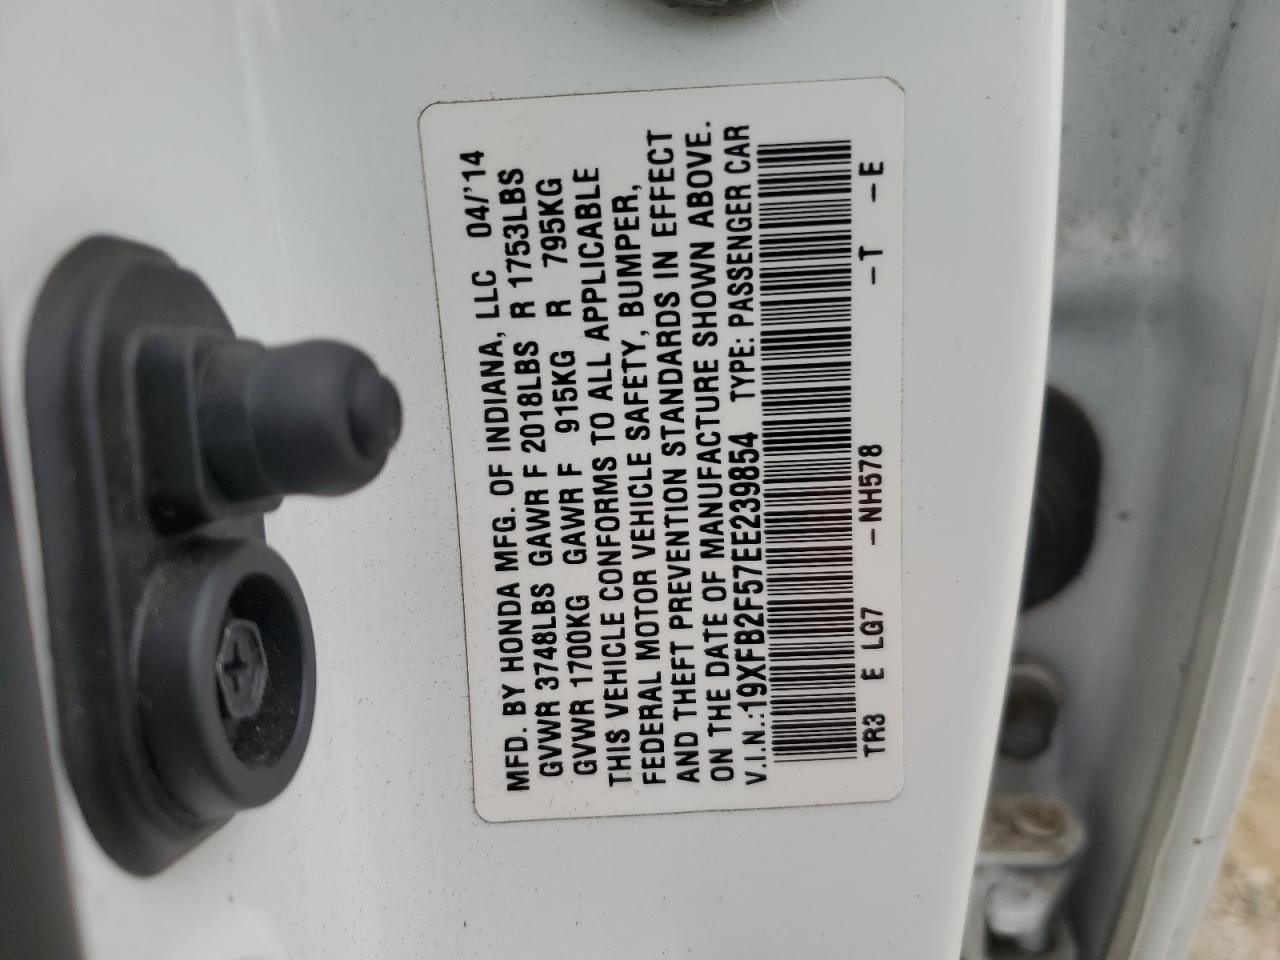 MFD. BY HONDA MFG. OF INDIANA, LLC 04/'14
GVWR 3748LBS GAWR F 2018LBS R 1753LBS
GVWR 1700KG GAWR F 915KG R 795KG
THIS VEHICLE CONFORMS TO ALL APPLICABLE
FEDERAL MOTOR VEHICLE SAFETY, BUMPER,
AND THEFT PREVENTION STANDARDS IN EFFECT
ON THE DATE OF MANUFACTURE SHOWN ABOVE.
V.I.N.:19XFB2F57EE239854 TYPE: PASSENGER CAR
TR3 E LG7 – NH578 – T – E